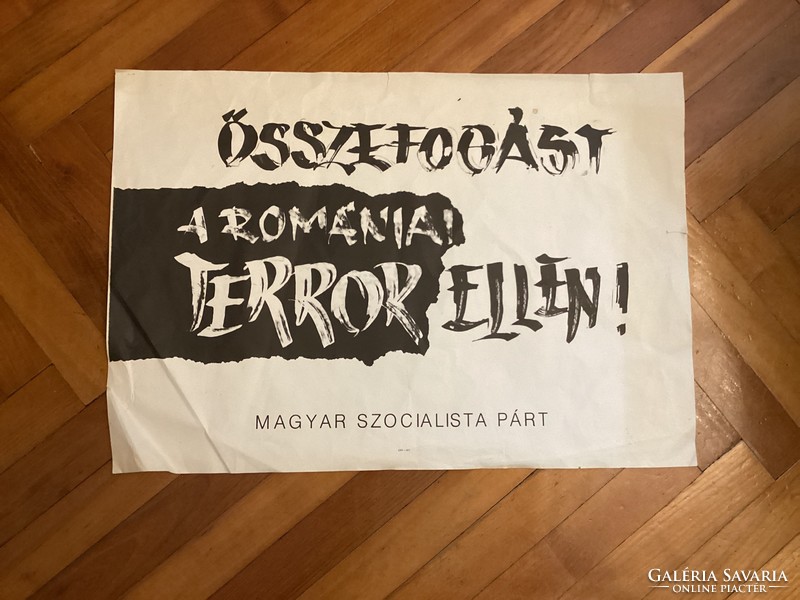 ÖSSZEFOGÁST
A ROMÁNIAI
TERROR ELLEN!
MAGYAR SZOCIALISTA PÁRT
GALÉRIA SAVARIA
ONLINE PIACTÉR